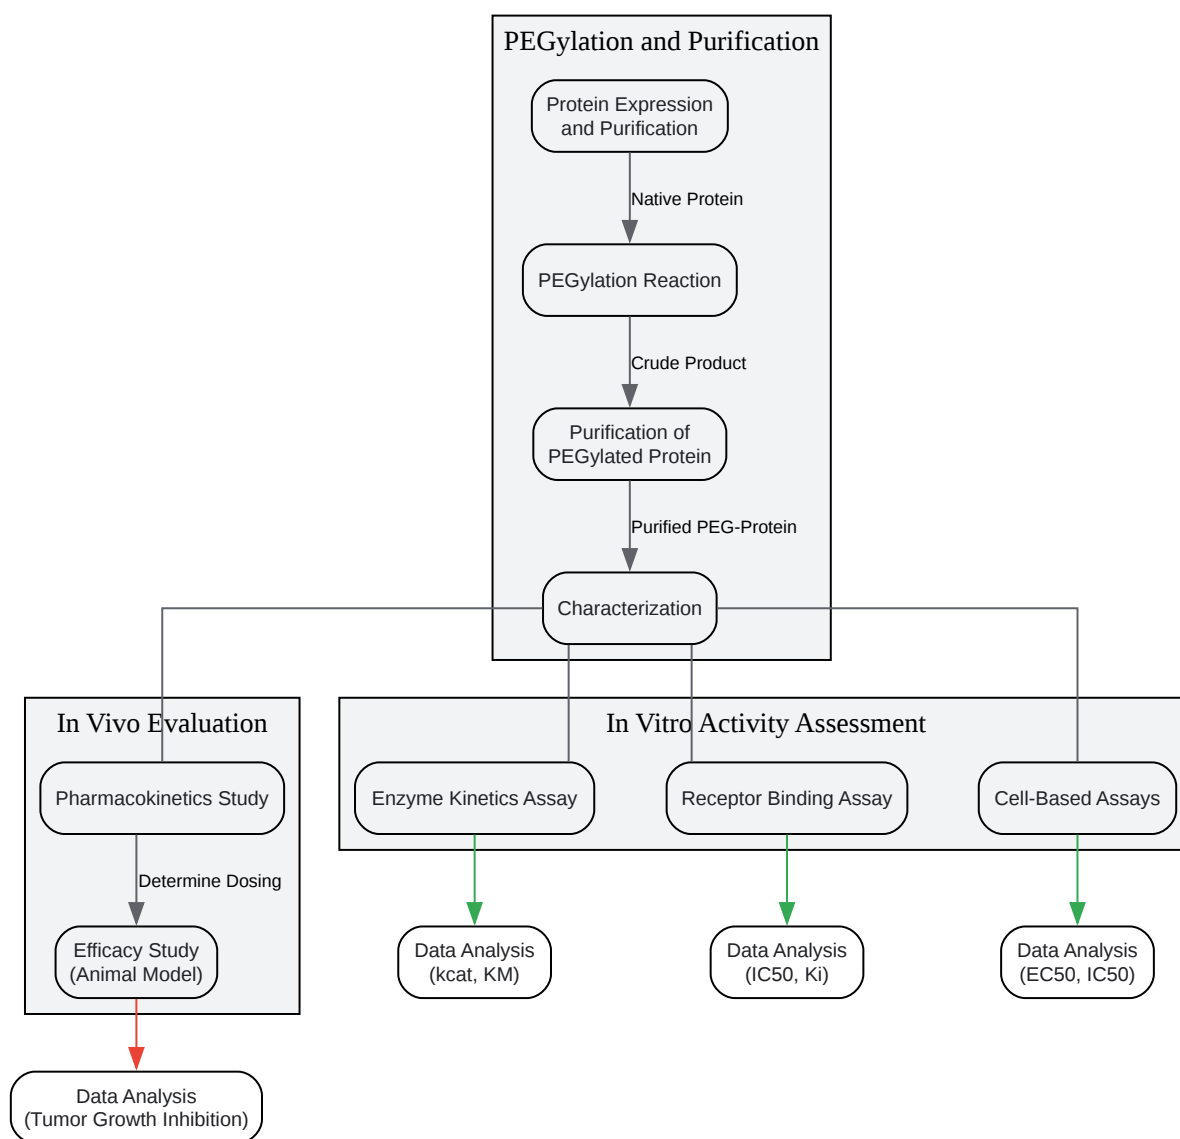 PEGylation and Purification
Protein Expression
and Purification
Native Protein
PEGylation Reaction
Crude Product
Purification of
PEGylated Protein
Purified PEG-Protein
Characterization
In Vivo Evaluation
In Vitro Activity Assessment
Pharmacokinetics Study
Enzyme Kinetics Assay
Receptor Binding Assay
Cell-Based Assays
Determine Dosing
Efficacy Study
(Animal Model)
Data Analysis
(kcat, KM)
Data Analysis
(IC50, Ki)
Data Analysis
(EC50, IC50)
Data Analysis
(Tumor Growth Inhibition)